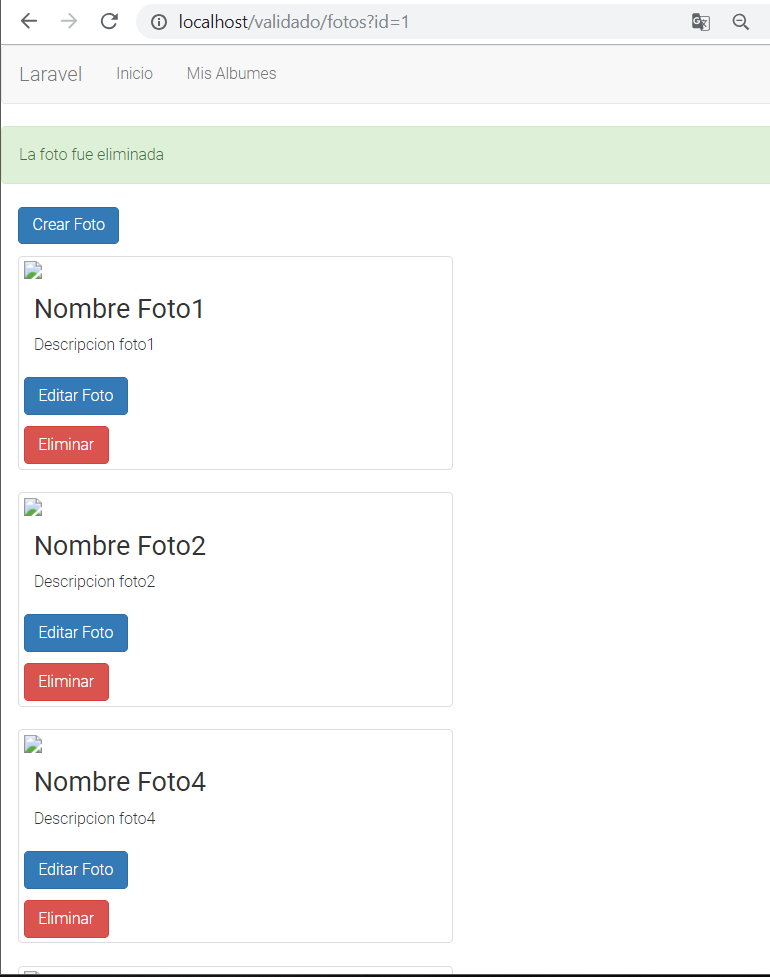 localhost/validado/fotos?id=1
Laravel Inicio Mis Albumes
La foto fue eliminada
Crear Foto
Nombre Foto1
Descripcion foto1
Editar Foto
Eliminar
Nombre Foto2
Descripcion foto2
Editar Foto
Eliminar
Nombre Foto4
Descripcion foto4
Editar Foto
Eliminar